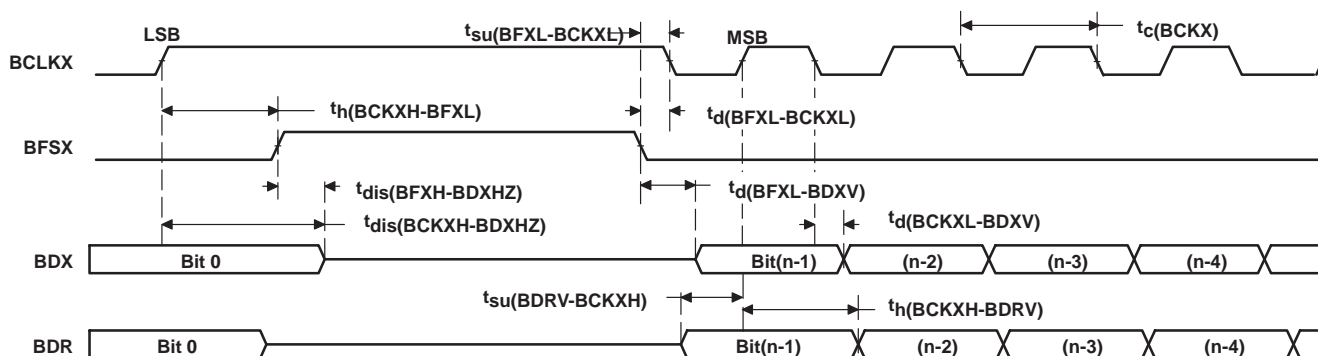 LSB
tsu(BFXL-BCKXL)
MSB
tc(BCKX)
BCLKX
th(BCKXH-BFXL)
td(BFXL-BCKXL)
BFSX
tdis(BFXH-BDXHZ)
td(BFXL-BDXV)
tdis(BCKXH-BDXHZ)
td(BCKXL-BDXV)
BDX
Bit 0
Bit(n-1)
(n-2)
(n-3)
(n-4)
tsu(BDRV-BCKXH)
th(BCKXH-BDRV)
BDR
Bit 0
Bit(n-1)
(n-2)
(n-3)
(n-4)